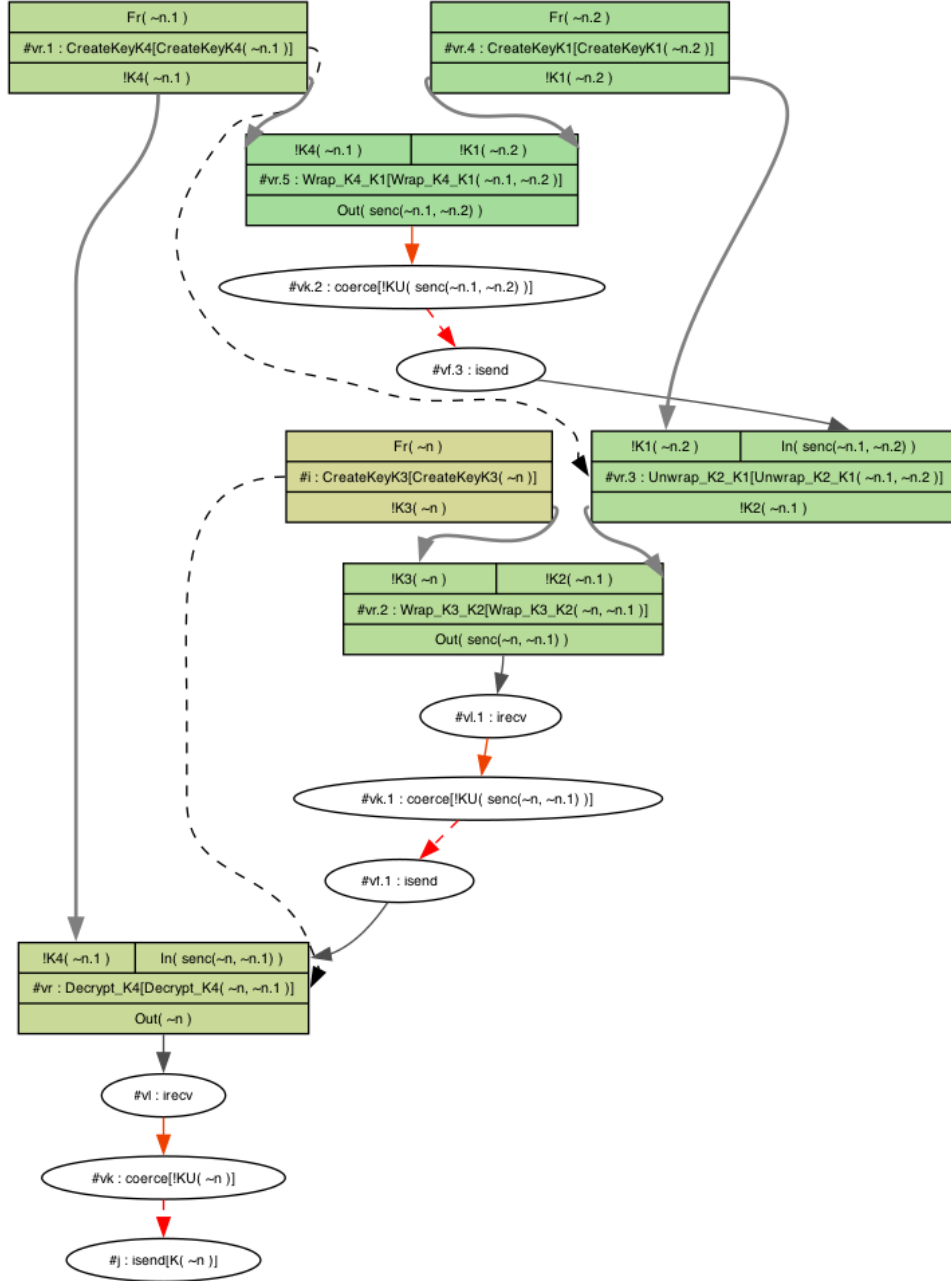 Fr( ~n.1 )
#vr.1 : CreateKeyK4[CreateKeyK4( ~n.1 )]
!K4( ~n.1 )
Fr( ~n.2 )
#vr.4 : CreateKeyK1[CreateKeyK1( ~n.2 )]
!K1( ~n.2 )
!K4( ~n.1 ) !K1( ~n.2 )
#vr.5 : Wrap_K4_K1[Wrap_K4_K1( ~n.1, ~n.2 )]
Out( senc(~n.1, ~n.2) )
#vk.2 : coerce[!KU( senc(~n.1, ~n.2) )]
#vf.3 : isend
Fr( ~n )
#i : CreateKeyK3[CreateKeyK3( ~n )]
!K3( ~n )
!K1( ~n.2 ) In( senc(~n.1, ~n.2) )
#vr.3 : Unwrap_K2_K1[Unwrap_K2_K1( ~n.1, ~n.2 )]
!K2( ~n.1 )
!K3( ~n ) !K2( ~n.1 )
#vr.2 : Wrap_K3_K2[Wrap_K3_K2( ~n, ~n.1 )]
Out( senc(~n, ~n.1) )
#vl.1 : irecv
#vk.1 : coerce[!KU( senc(~n, ~n.1) )]
#vf.1 : isend
!K4( ~n.1 ) In( senc(~n, ~n.1) )
#vr : Decrypt_K4[Decrypt_K4( ~n, ~n.1 )]
Out( ~n )
#vl : irecv
#vk : coerce[!KU( ~n )]
#j : isend[K( ~n )]